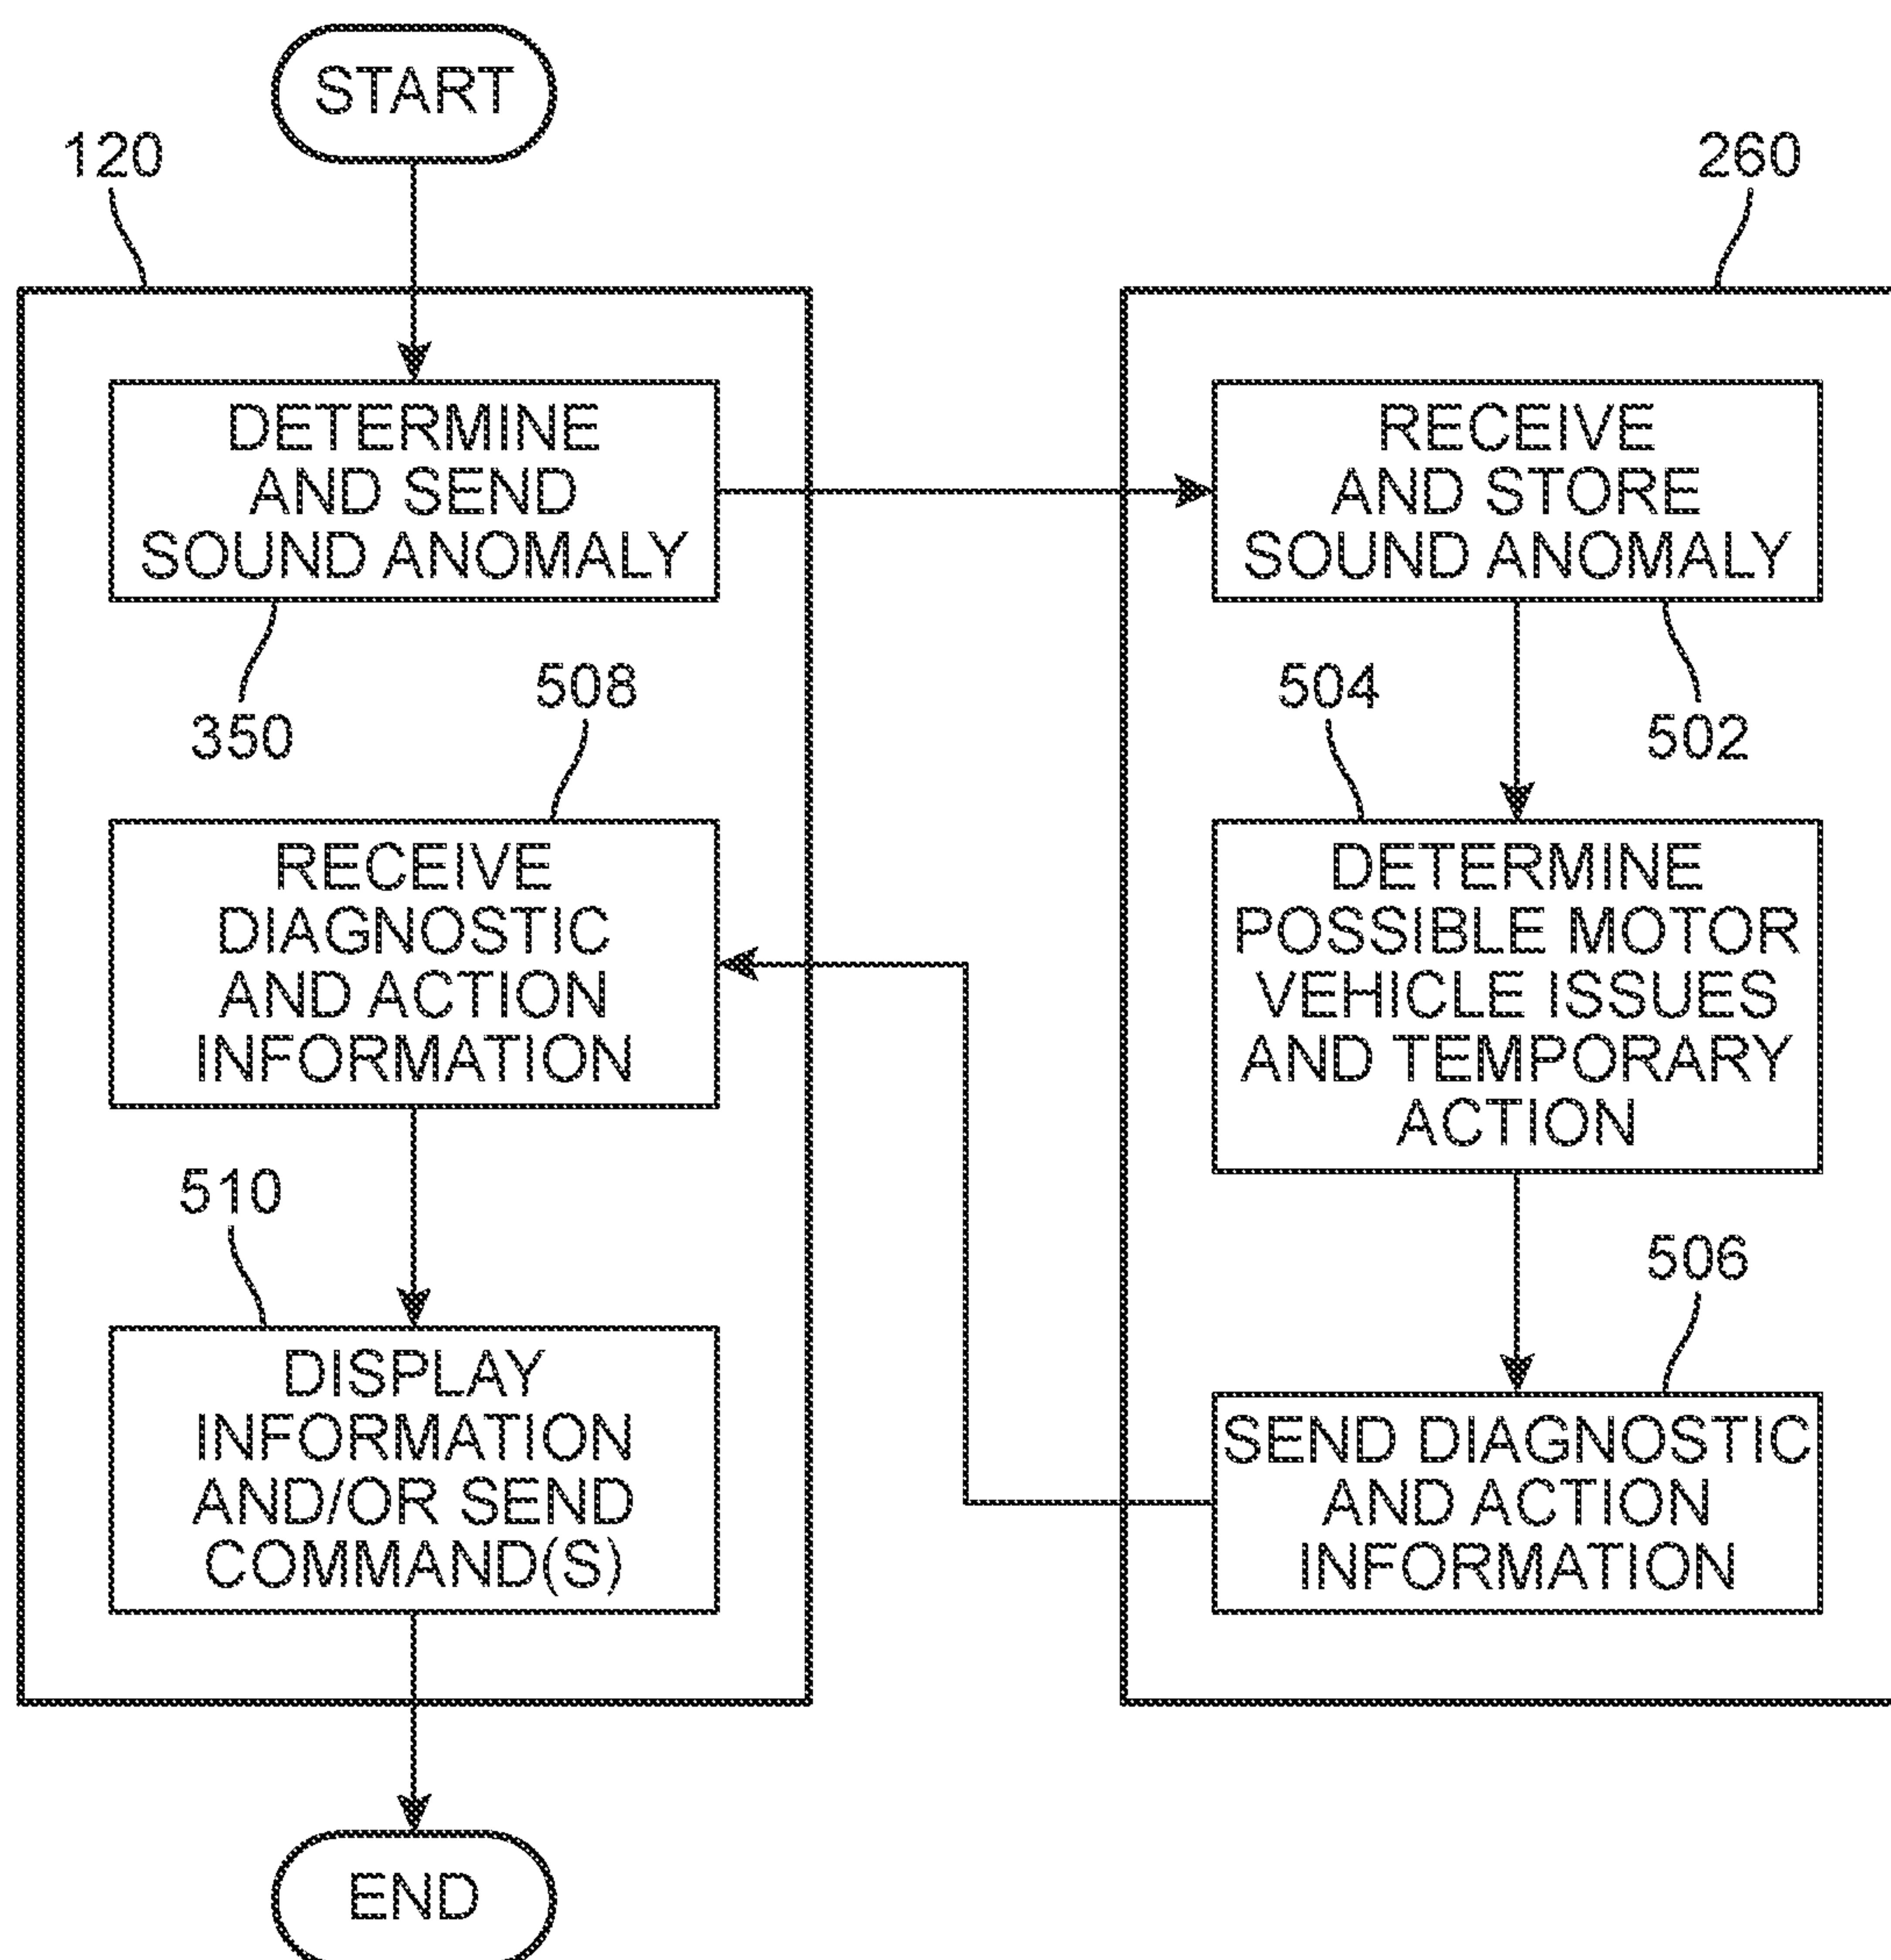 START
120
260
DETERMINE
AND SEND
SOUND ANOMALY
RECEIVE
AND STORE
SOUND ANOMALY
350
508
504
502
RECEIVE
DIAGNOSTIC
AND ACTION
INFORMATION
DETERMINE
POSSIBLE MOTOR
VEHICLE ISSUES
AND TEMPORARY
ACTION
510
506
DISPLAY
INFORMATION
AND/OR SEND
COMMAND(S)
SEND DIAGNOSTIC
AND ACTION
INFORMATION
END